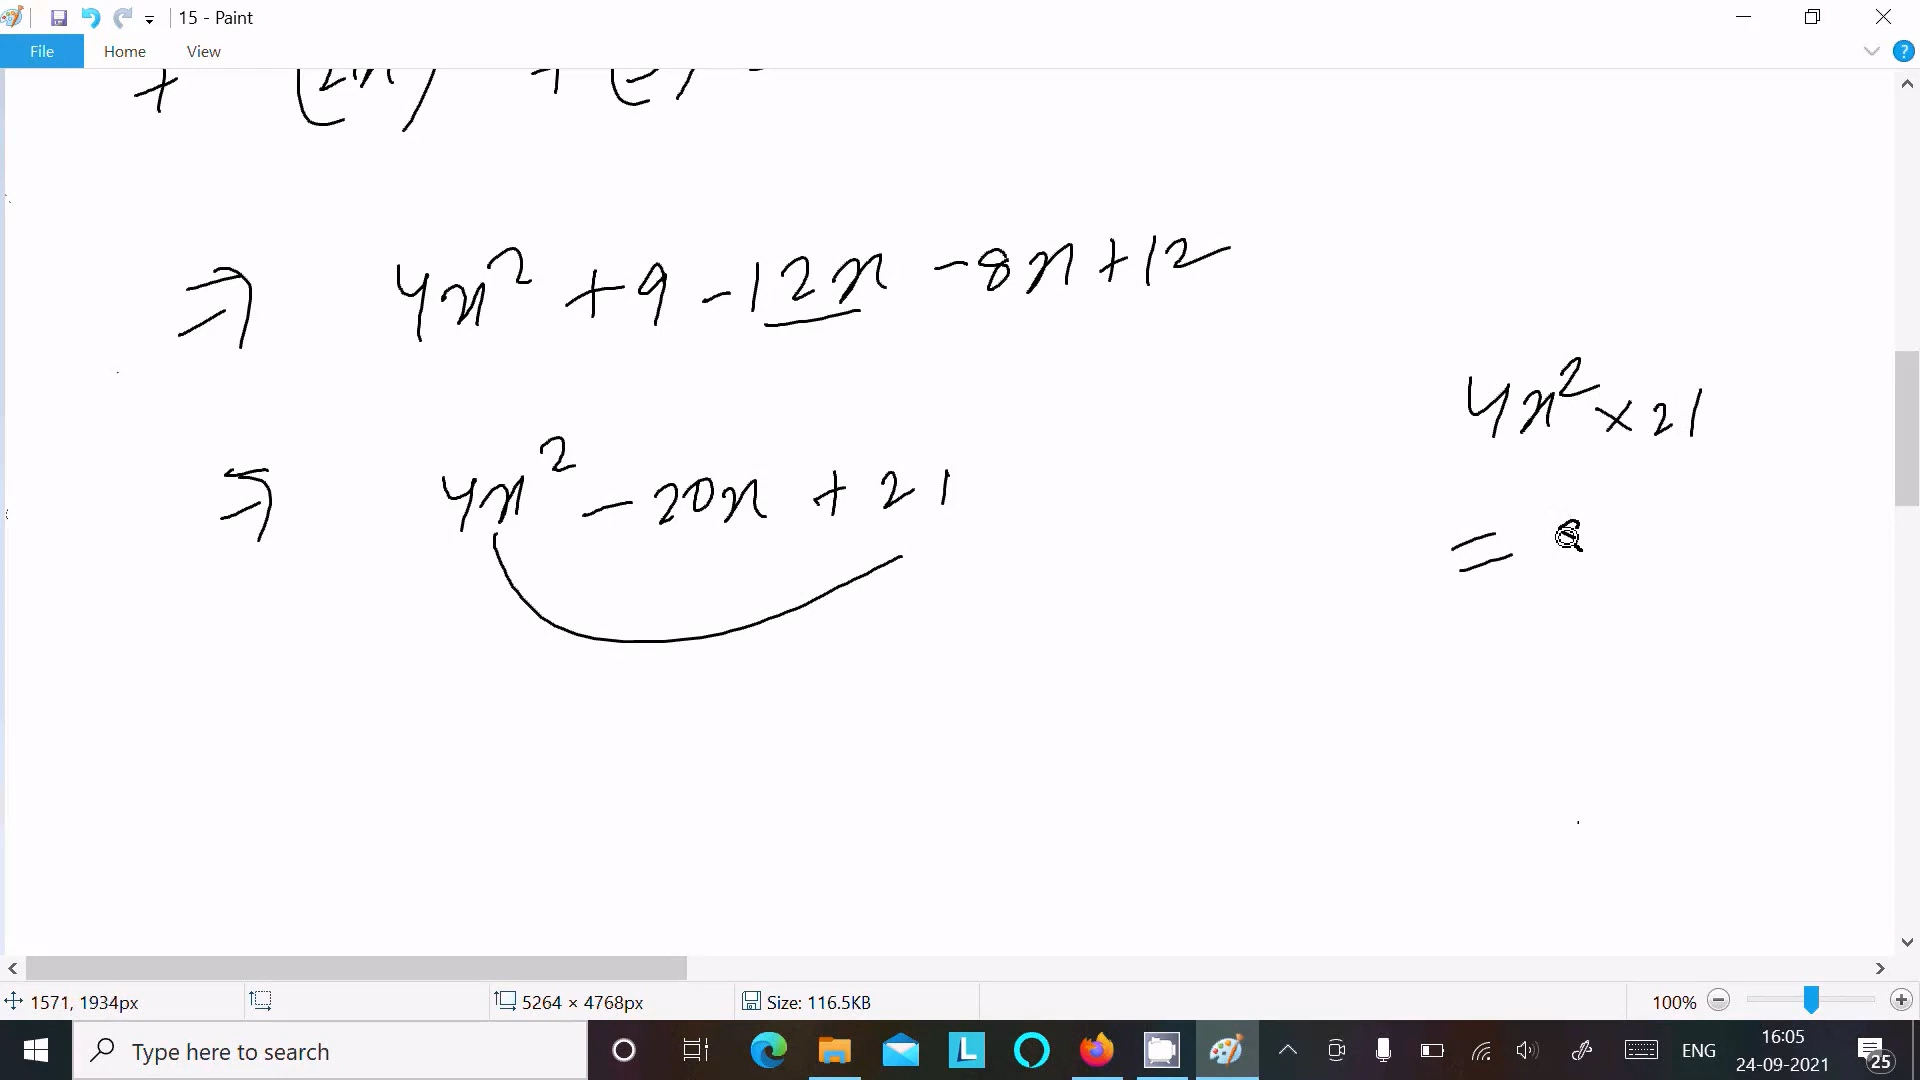 15 - Paint
File Home View
⇒ 4x² + 9 - 12x - 8x + 12
4x² × 21
⇒ 4x² - 20x + 21
= 8
1571, 1934px
5264 × 4768px
Size: 116.5KB
100%
Type here to search
L
ENG
16:05
24-09-2021
25